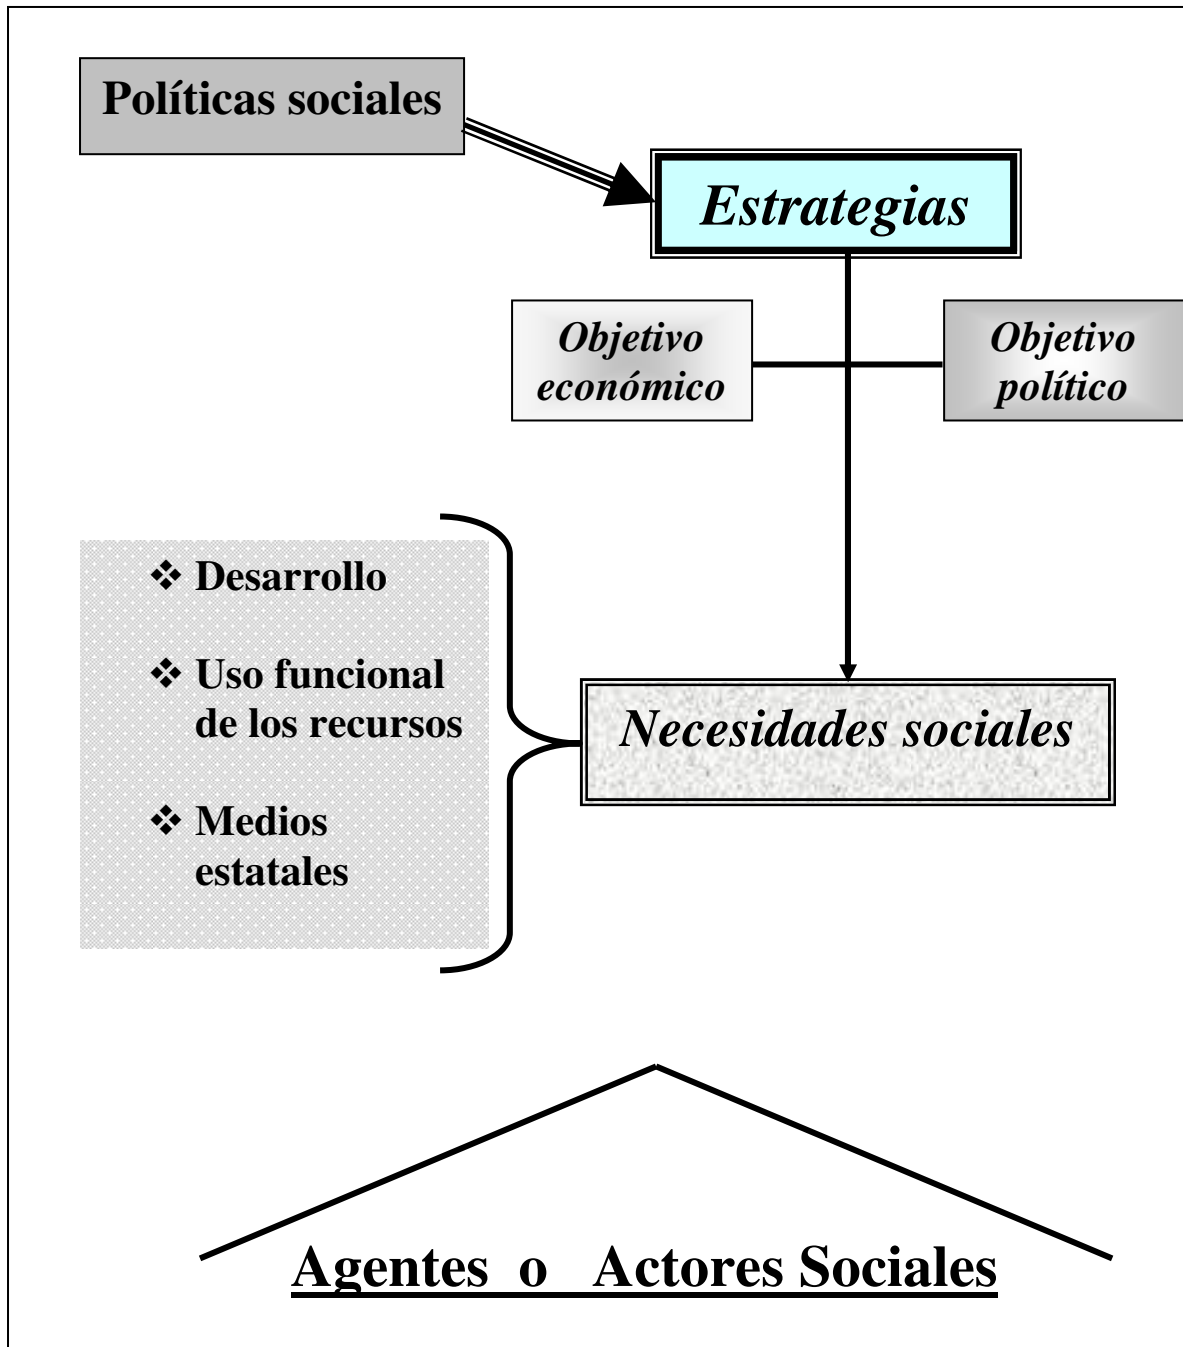 Políticas sociales
Estrategias
Objetivo
económico
Objetivo
político
❖ Desarrollo
❖ Uso funcional
de los recursos
❖ Medios
estatales
Necesidades sociales
Agentes o Actores Sociales